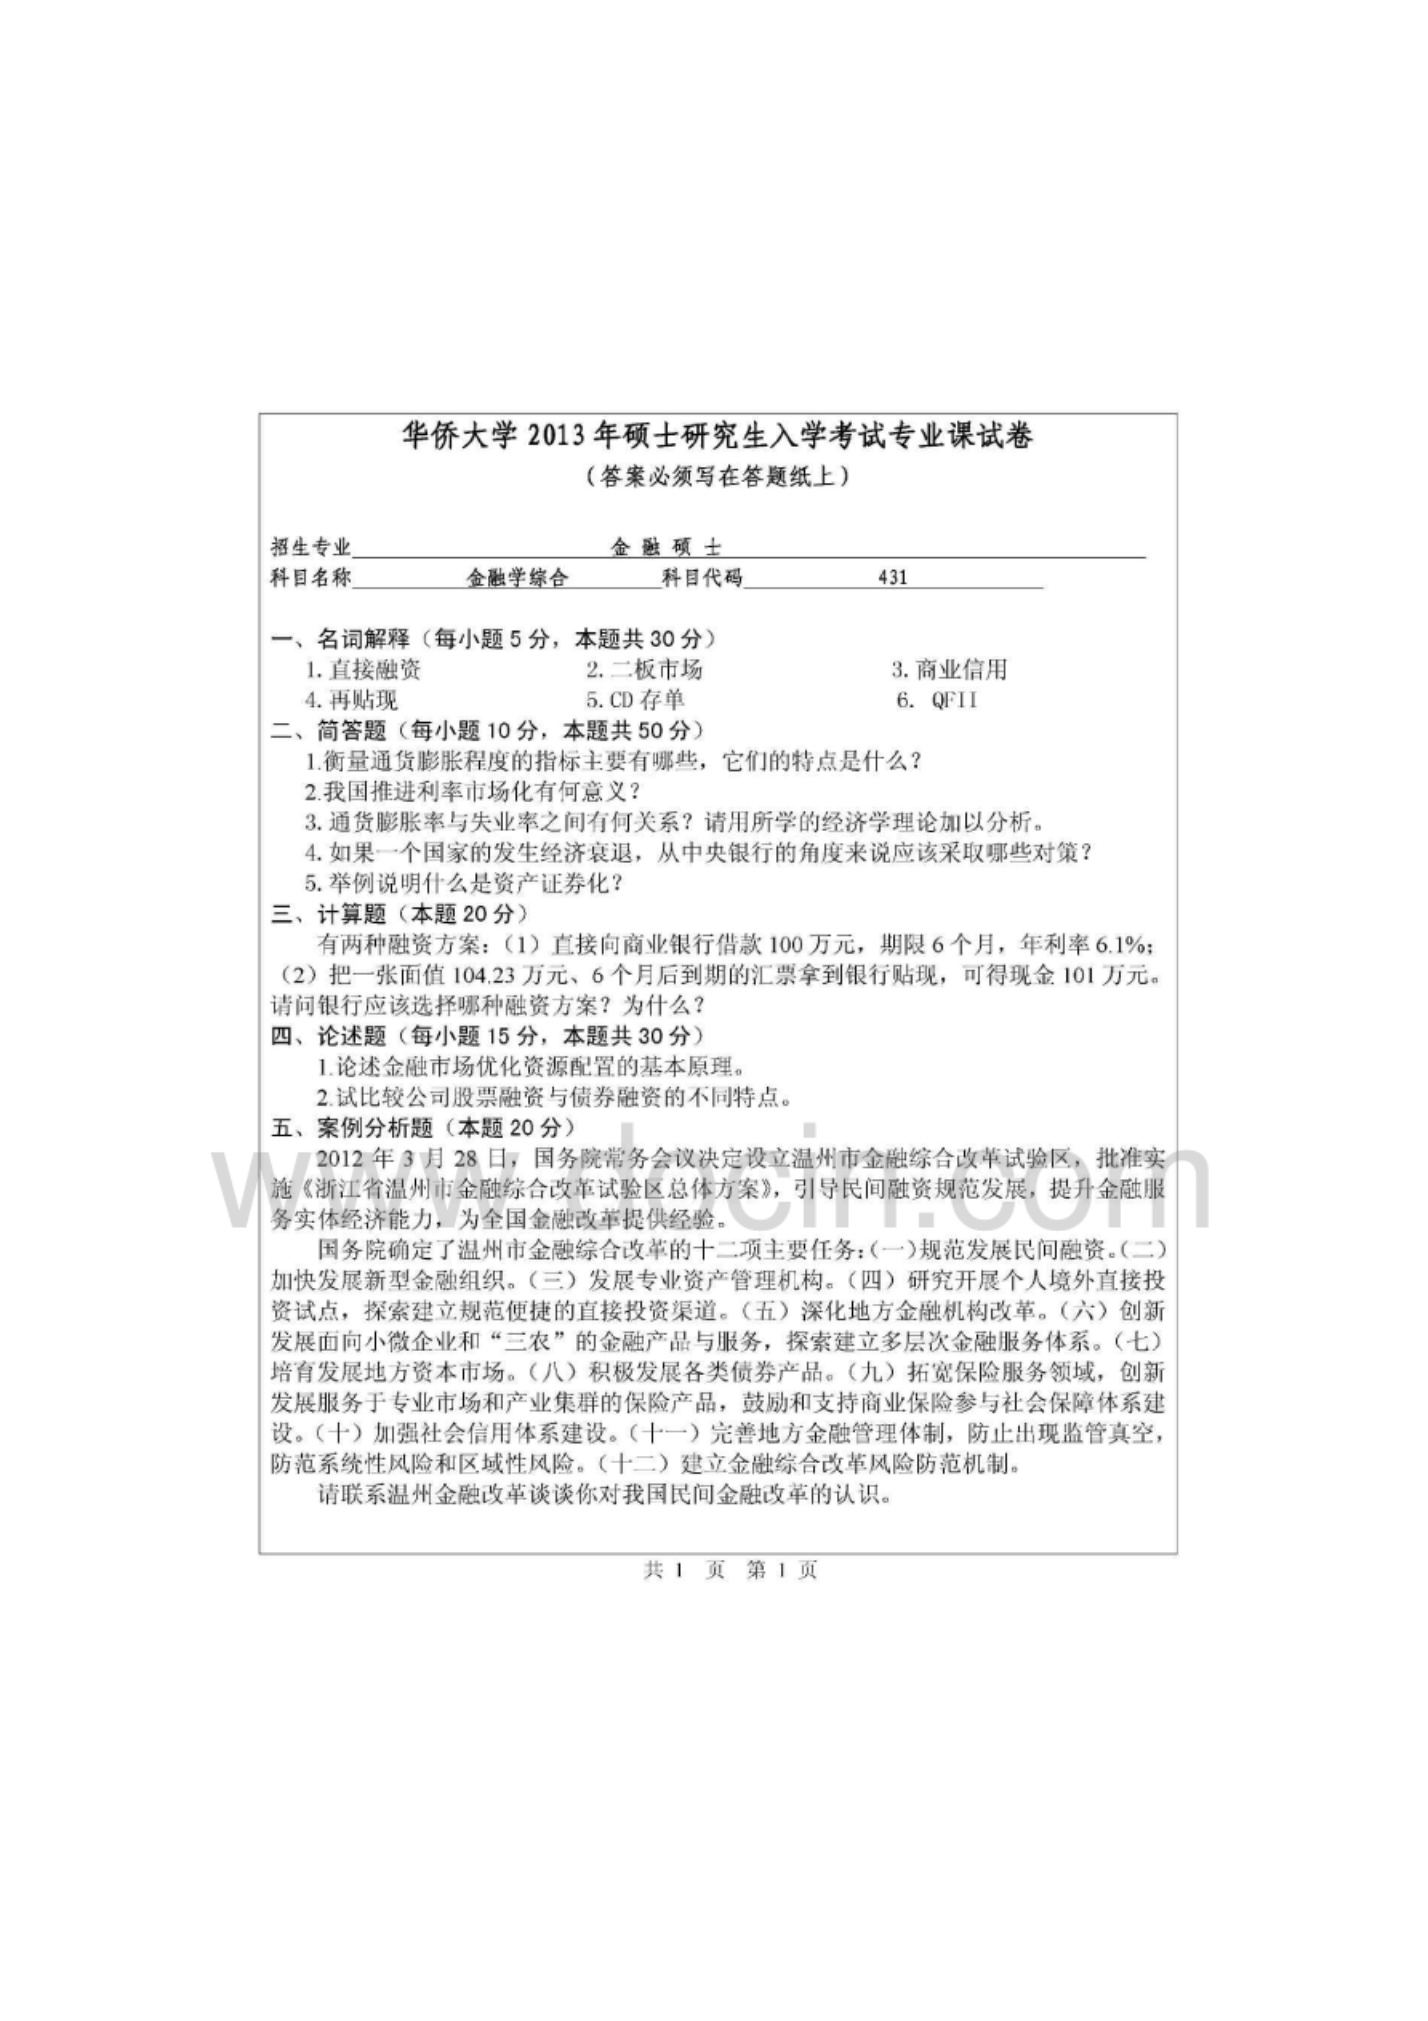 华侨大学 2013 年硕士研究生入学考试专业课试卷
（答案必须写在答题纸上）
招生专业 金 融 硕 士
科目名称 金融学综合 科目代码 431
一、名词解释（每小题 5 分，本题共 30 分）
1. 直接融资 2. 二板市场 3. 商业信用
4. 再贴现 5. CD 存单 6. QFII
二、简答题（每小题 10 分，本题共 50 分）
1.衡量通货膨胀程度的指标主要有哪些，它们的特点是什么？
2.我国推进利率市场化有何意义？
3. 通货膨胀率与失业率之间有何关系？请用所学的经济学理论加以分析。
4. 如果一个国家的发生经济衰退，从中央银行的角度来说应该采取哪些对策？
5. 举例说明什么是资产证券化？
三、计算题（本题 20 分）
有两种融资方案：（1）直接向商业银行借款 100 万元，期限 6 个月，年利率 6.1%；
（2）把一张面值 104.23 万元、6 个月后到期的汇票拿到银行贴现，可得现金 101 万元。
请问银行应该选择哪种融资方案？为什么？
四、论述题（每小题 15 分，本题共 30 分）
1.论述金融市场优化资源配置的基本原理。
2.试比较公司股票融资与债券融资的不同特点。
五、案例分析题（本题 20 分）
2012 年 3 月 28 日，国务院常务会议决定设立温州市金融综合改革试验区，批准实
施《浙江省温州市金融综合改革试验区总体方案》，引导民间融资规范发展，提升金融服
务实体经济能力，为全国金融改革提供经验。
国务院确定了温州市金融综合改革的十二项主要任务：（一）规范发展民间融资。（二）
加快发展新型金融组织。（三）发展专业资产管理机构。（四）研究开展个人境外直接投
资试点，探索建立规范便捷的直接投资渠道。（五）深化地方金融机构改革。（六）创新
发展面向小微企业和“三农”的金融产品与服务，探索建立多层次金融服务体系。（七）
培育发展地方资本市场。（八）积极发展各类债券产品。（九）拓宽保险服务领域，创新
发展服务于专业市场和产业集群的保险产品，鼓励和支持商业保险参与社会保障体系建
设。（十）加强社会信用体系建设。（十一）完善地方金融管理体制，防止出现监管真空，
防范系统性风险和区域性风险。（十二）建立金融综合改革风险防范机制。
请联系温州金融改革谈谈你对我国民间金融改革的认识。
共 1 页 第 1 页
www.docin.com